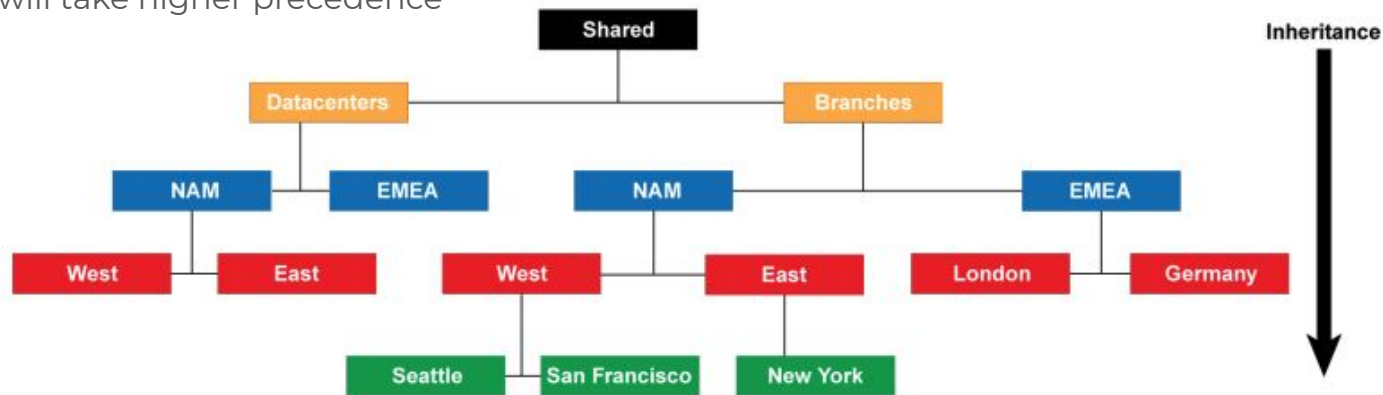 will take higher precedence
Shared
Inheritance
Datacenters
Branches
NAM
EMEA
NAM
EMEA
West
East
West
East
London
Germany
Seattle
San Francisco
New York